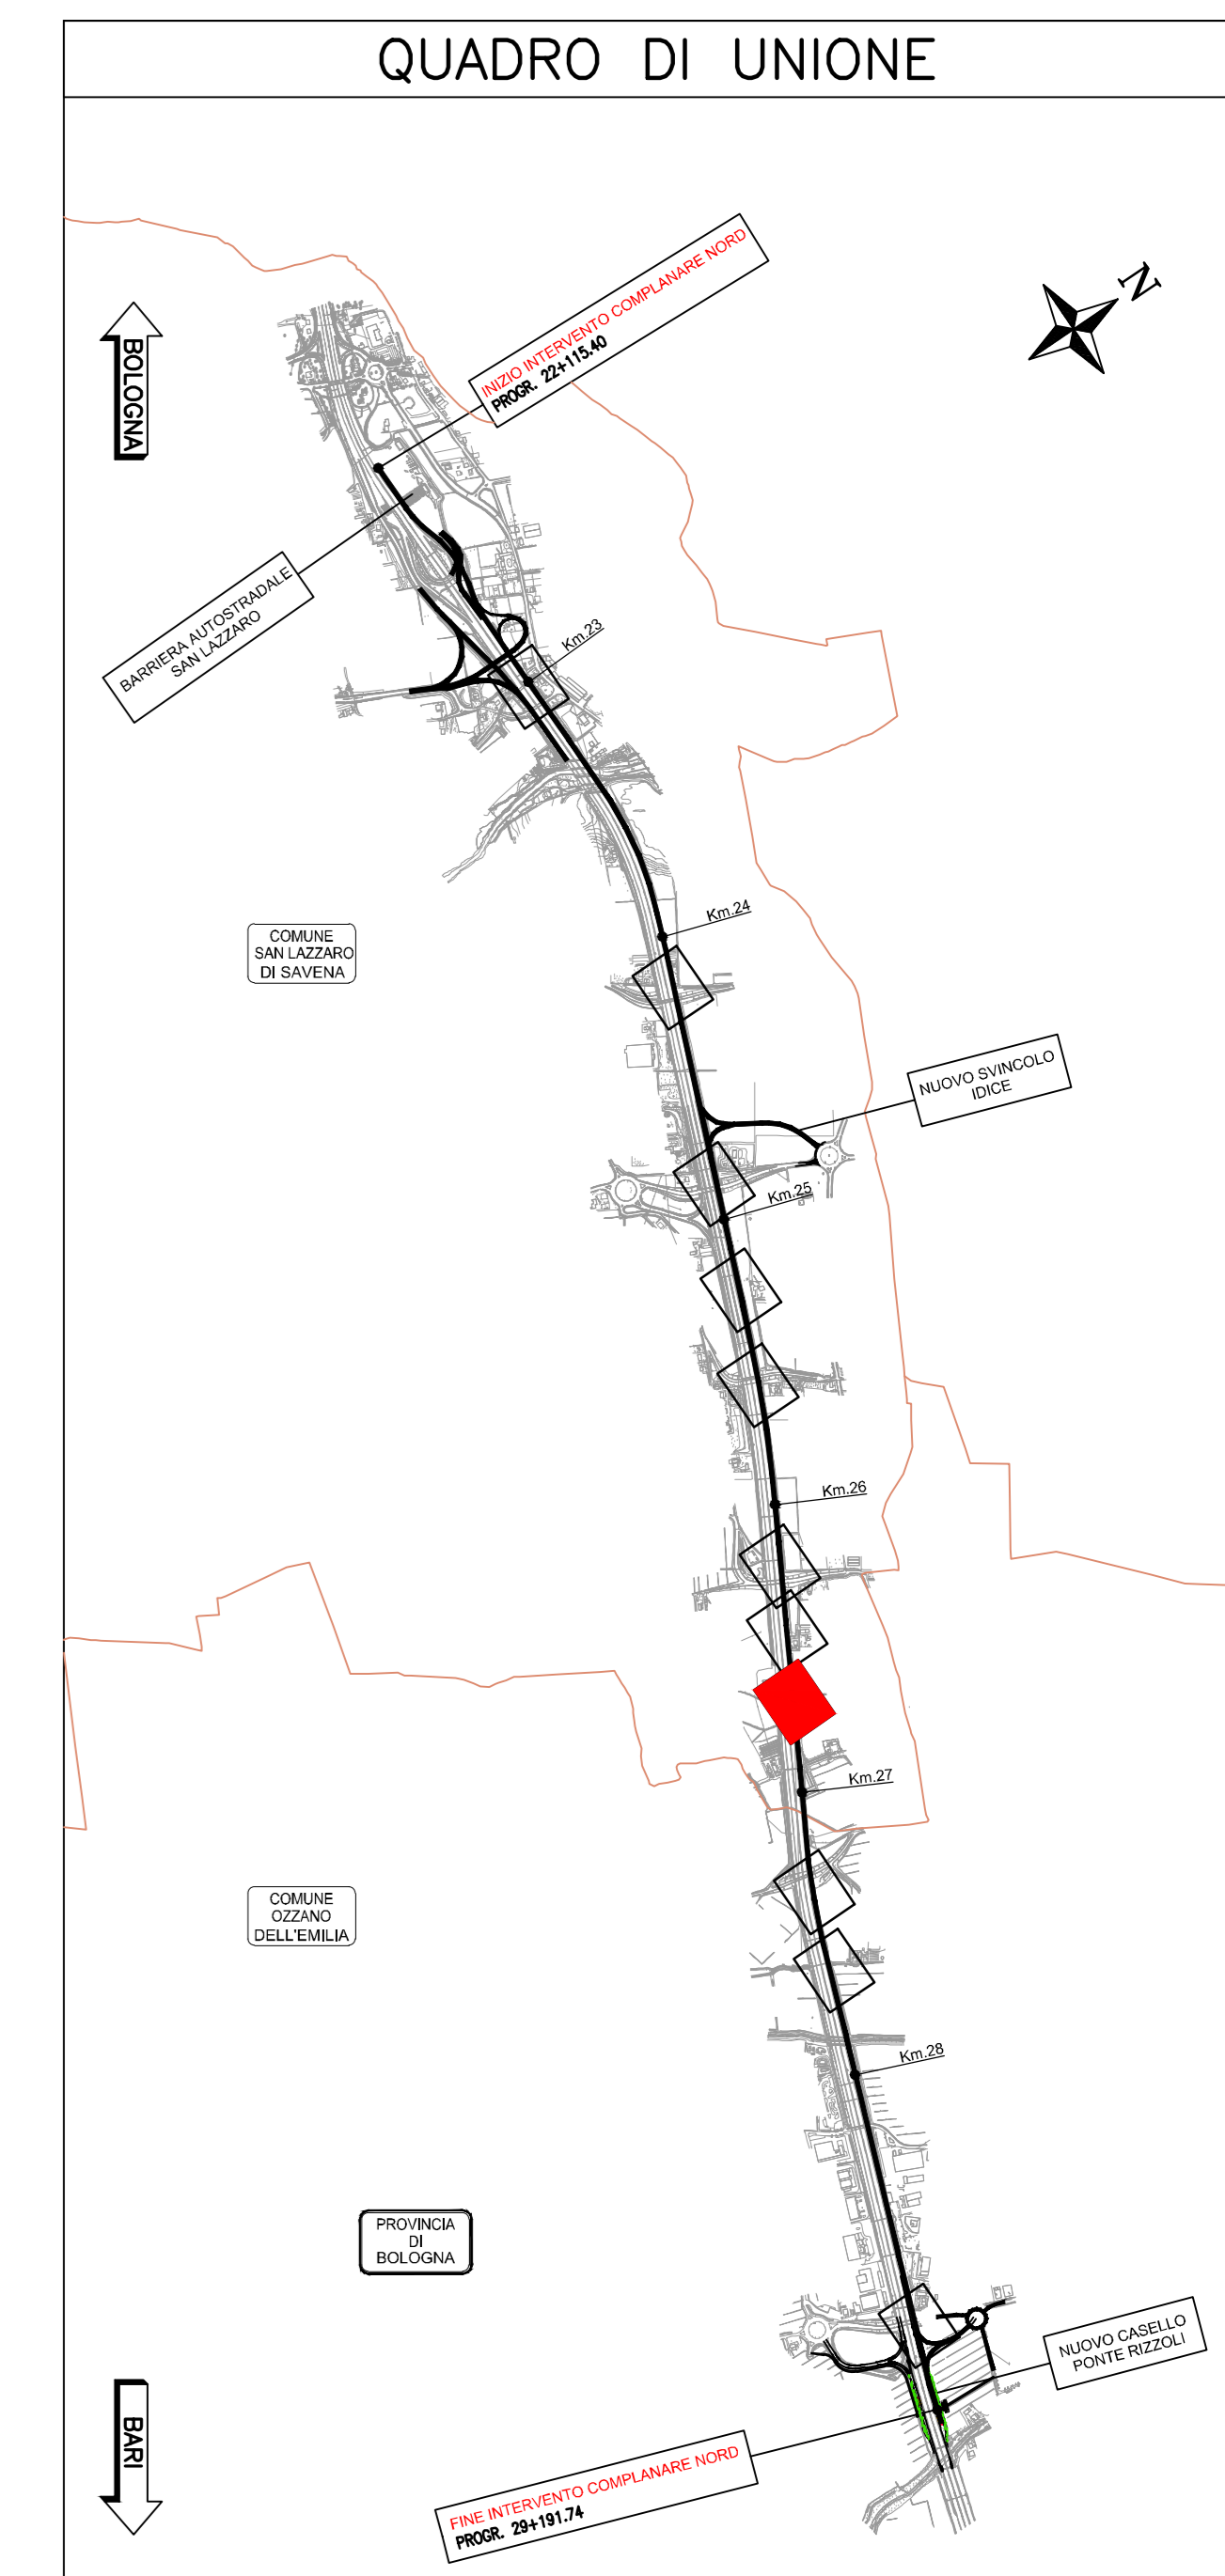 QUADRO DI UNIONE
INIZIO INTERVENTO COMPLANARE NORD
PROGR. 22+115.40
N
BOLOGNA
BARRIERA AUTOSTRADALE
SAN LAZZARO
Km.23
Km.24
COMUNE
SAN LAZZARO
DI SAVENA
NUOVO SVINCOLO
IDICE
Km.25
Km.26
Km.27
COMUNE
OZZANO
DELL'EMILIA
Km.28
PROVINCIA
DI
BOLOGNA
NUOVO CASELLO
PONTE RIZZOLI
BARI
FINE INTERVENTO COMPLANARE NORD
PROGR. 29+191.74